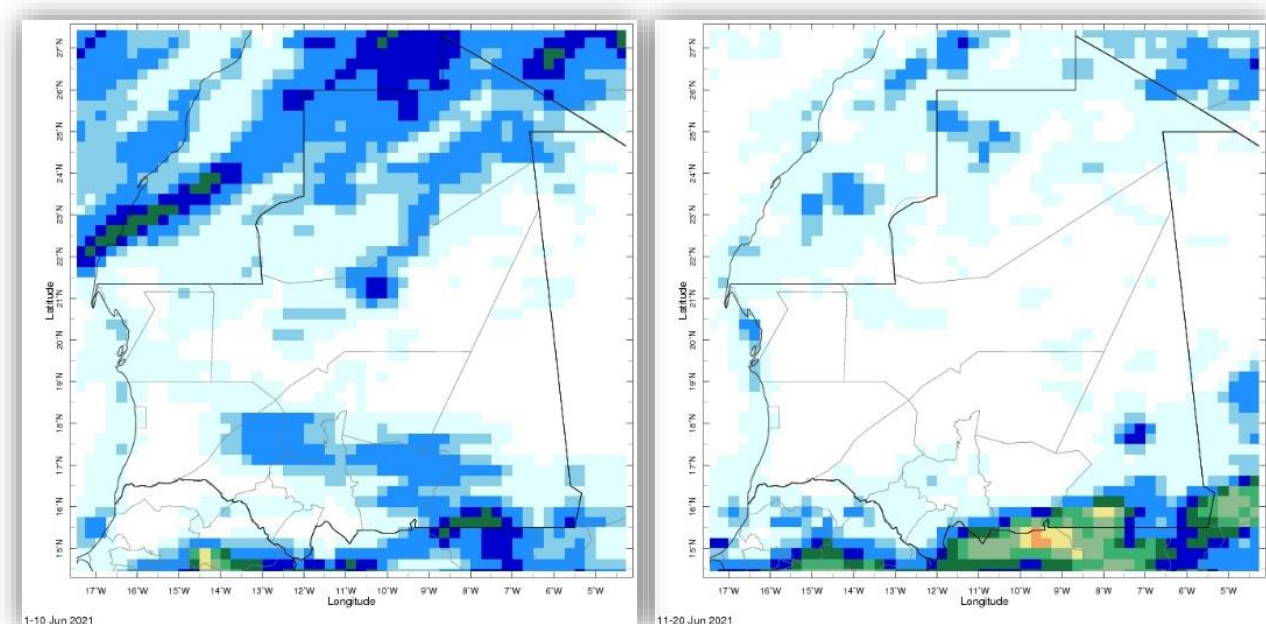 27°N
26°N
25°N
24°N
23°N
22°N
21°N
20°N
19°N
18°N
17°N
16°N
15°N
Latitude
17°W 16°W 15°W 14°W 13°W 12°W 11°W 10°W 9°W 8°W 7°W 6°W 5°W
Longitude
1-10 Jun 2021
27°N
26°N
25°N
24°N
23°N
22°N
21°N
20°N
19°N
18°N
17°N
16°N
15°N
Latitude
17°W 16°W 15°W 14°W 13°W 12°W 11°W 10°W 9°W 8°W 7°W 6°W 5°W
Longitude
11-20 Jun 2021